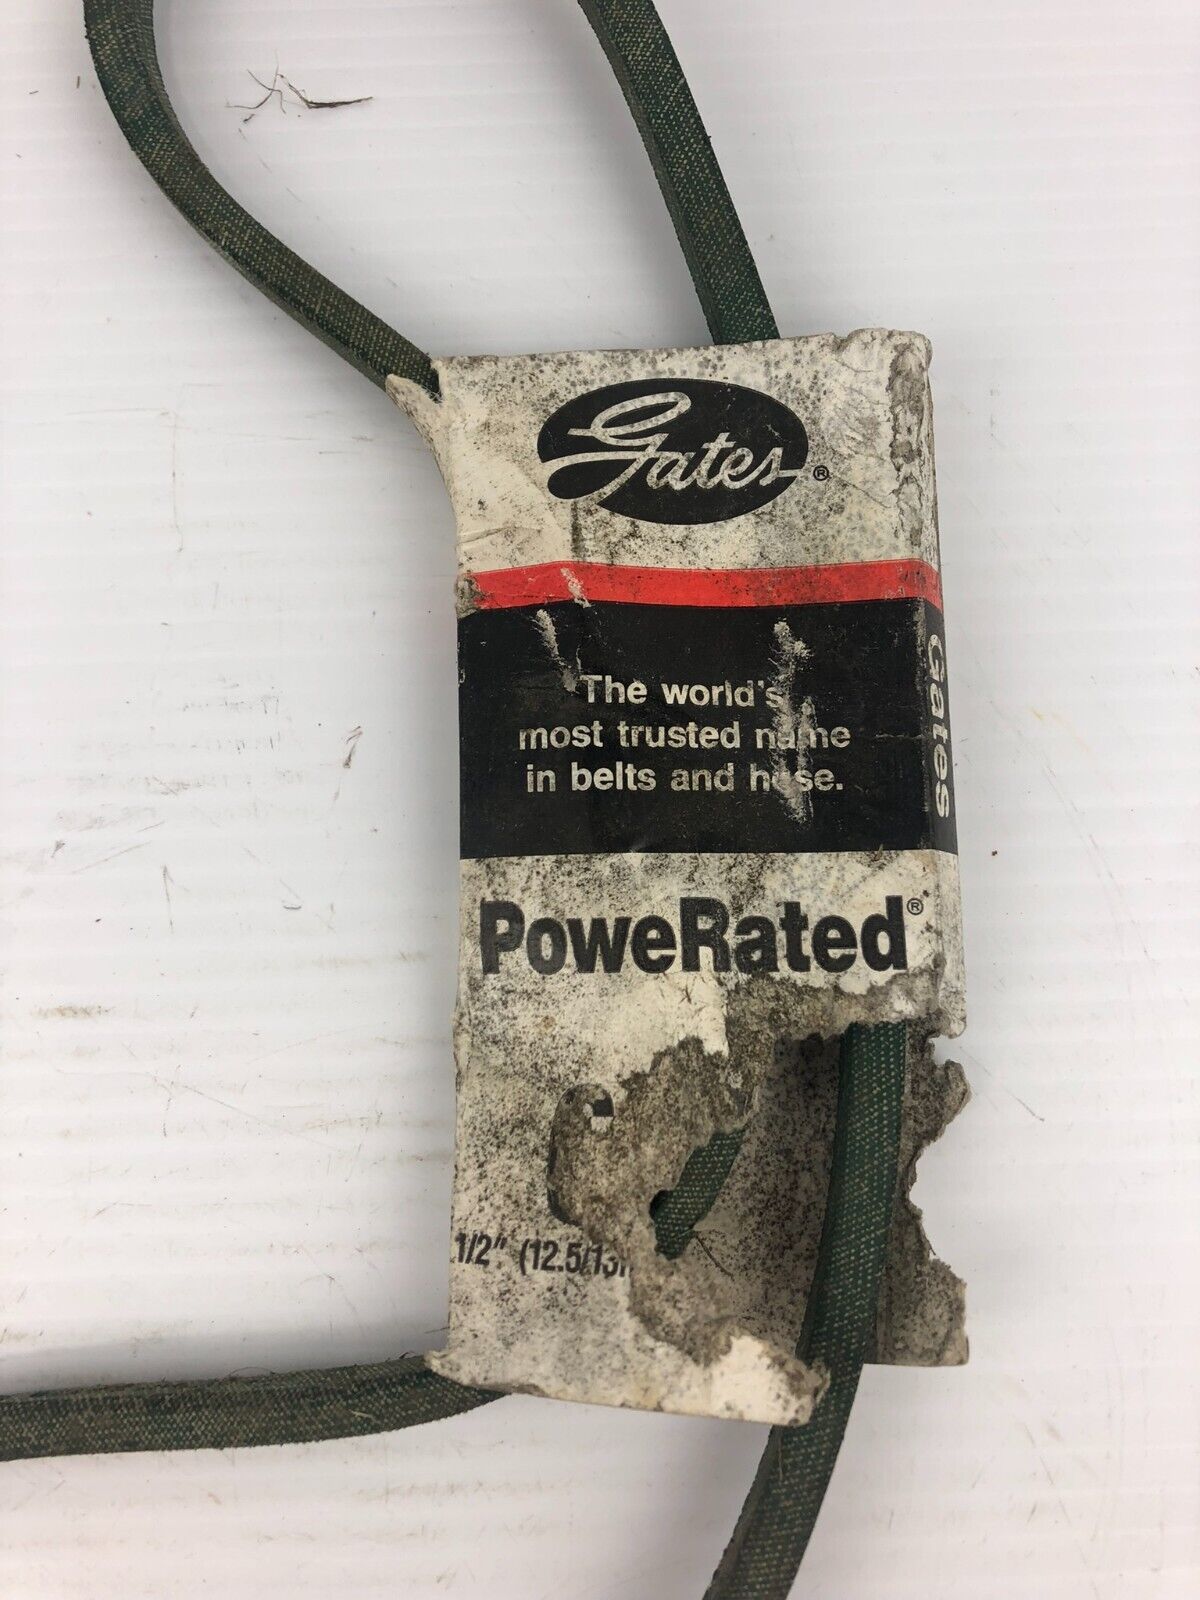 Gates®
The world's
most trusted name
in belts and hose.
Gates
PoweRated®
1/2" (12.5/13